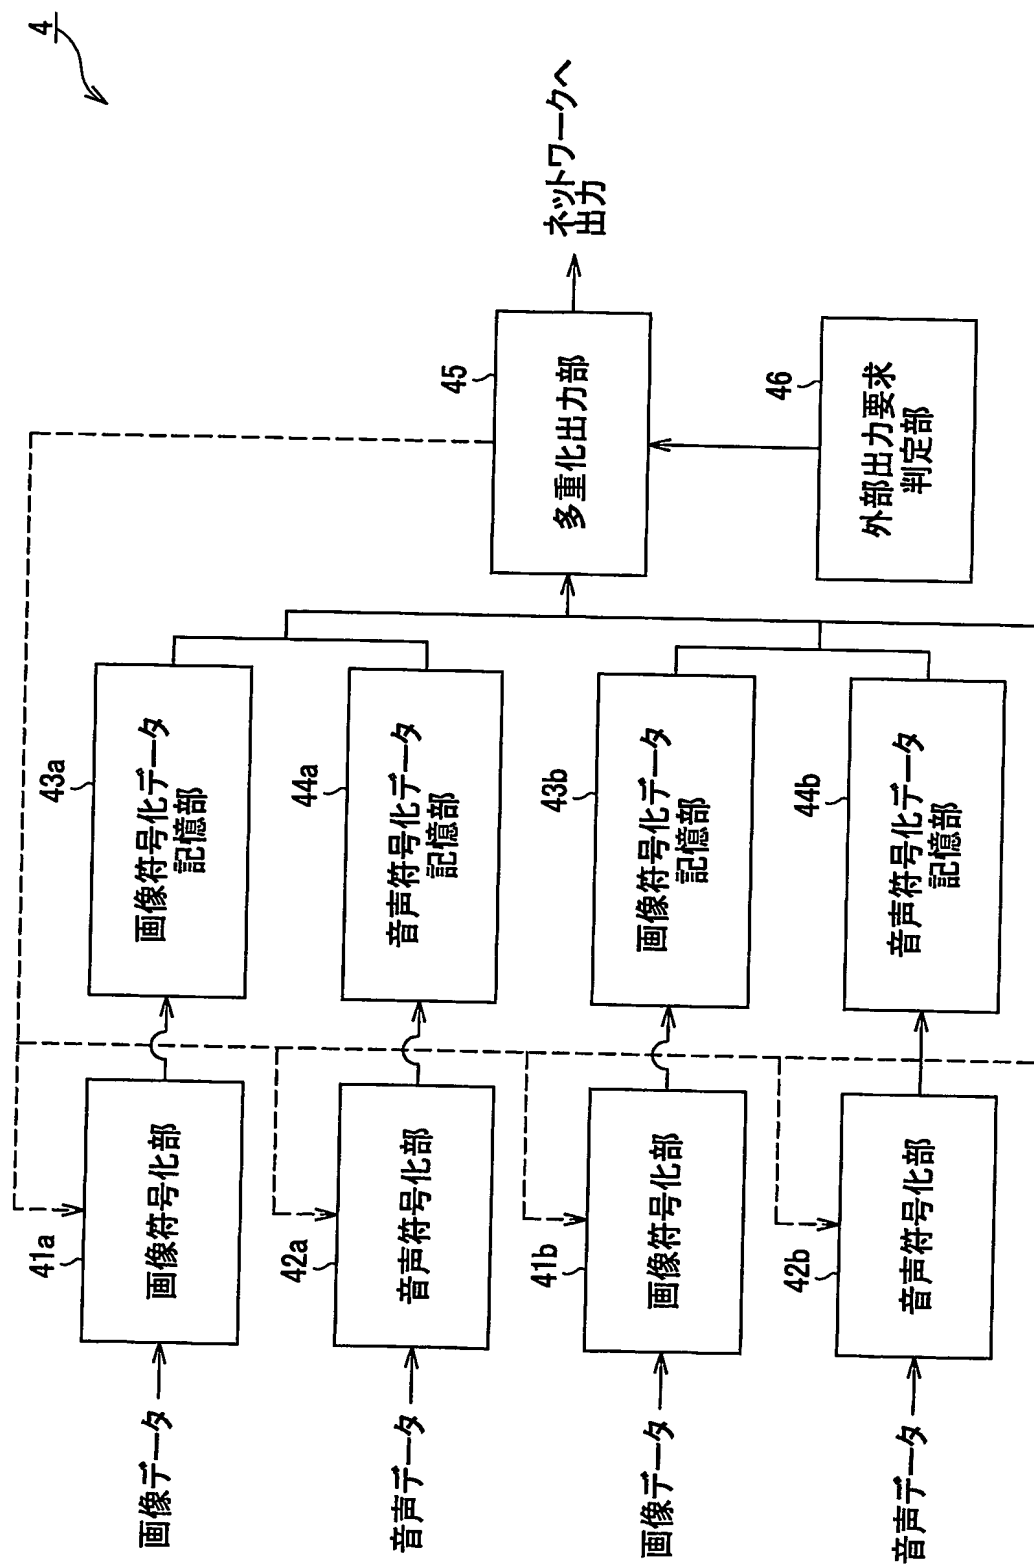 4
画像データ
41a
画像符号化部
43a
画像符号化データ
記憶部
音声データ
42a
音声符号化部
44a
音声符号化データ
記憶部
45
多重化出力部
ネットワークへ
出力
画像データ
41b
画像符号化部
43b
画像符号化データ
記憶部
46
外部出力要求
判定部
音声データ
42b
音声符号化部
44b
音声符号化データ
記憶部